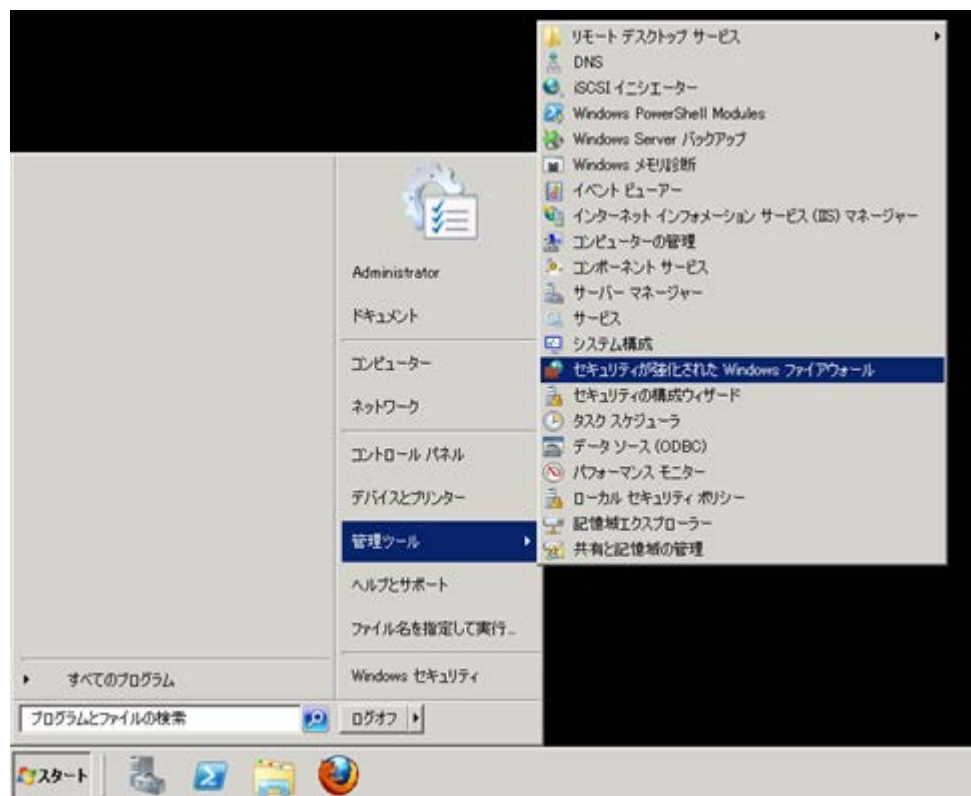 リモート デスクトップ サービス
DNS
iSCSI イニシエーター
Windows PowerShell Modules
Windows Server バックアップ
Windows メモリ診断
イベント ビューアー
インターネット インフォメーション サービス (IIS) マネージャー
コンピューターの管理
コンポーネント サービス
サーバー マネージャー
サービス
システム構成
セキュリティが強化された Windows ファイアウォール
セキュリティの構成ウィザード
タスク スケジューラ
データ ソース (ODBC)
パフォーマンス モニター
ローカル セキュリティ ポリシー
記憶域エクスプローラー
共有と記憶域の管理
Administrator
ドキュメント
コンピューター
ネットワーク
コントロール パネル
デバイスとプリンター
管理ツール
ヘルプとサポート
ファイル名を指定して実行...
Windows セキュリティ
すべてのプログラム
プログラムとファイルの検索
ログオフ
スタート